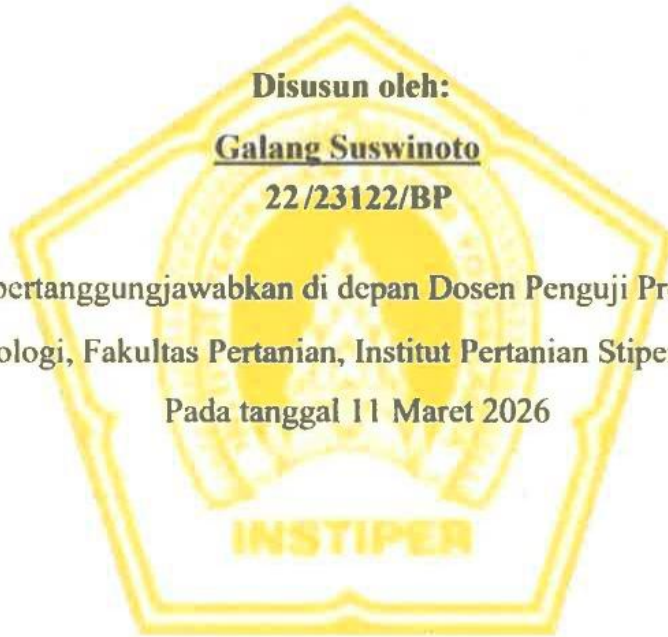 Disusun oleh:
Galang Suswinoto
22/23122/BP
pertanggungjawabkan di depan Dosen Penguji Pr
ologi, Fakultas Pertanian, Institut Pertanian Stipe
Pada tanggal 11 Maret 2026
INSTIPER